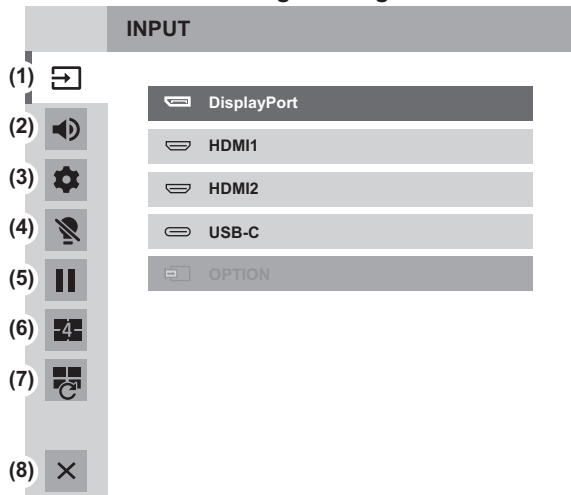 INPUT
(1)
DisplayPort
(2)
HDMI1
(3)
HDMI2
(4)
USB-C
(5)
OPTION
(6) -4-
(7)
(8)